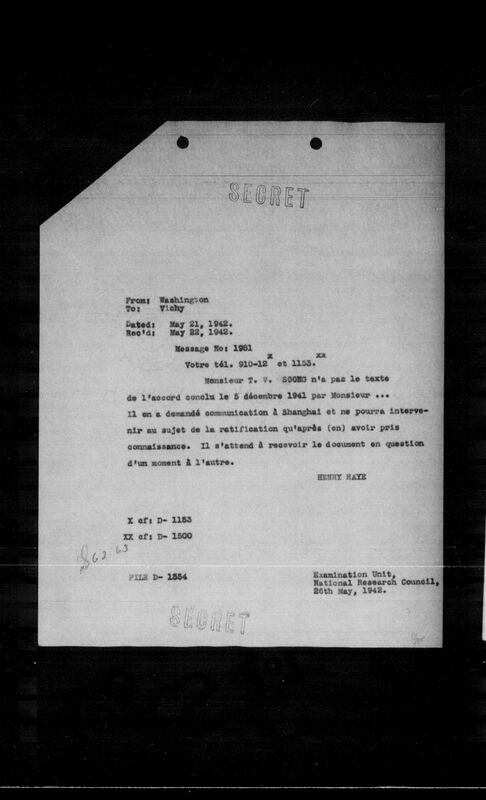 SECRET
From: Washington
To: Vichy
Dated: May 21, 1942.
Rec'd: May 22, 1942.
Message No: 1981
x xx
Votre tél. 910-12 et 1153.
Monsieur T. V. SOONG n'a pas le texte
de l'accord conclu le 5 décembre 1941 par Monsieur ...
Il en a demandé communication à Shanghai et ne pourra interve-
nir au sujet de la ratification qu'après (en) avoir pris
connaissance. Il s'attend à recevoir le document en question
d'un moment à l'autre.
HENRY HAYE
X cf: D- 1153
XX cf: D- 1500
62 63
FILE D- 1554
Examination Unit,
National Research Council,
26th May, 1942.
SECRET